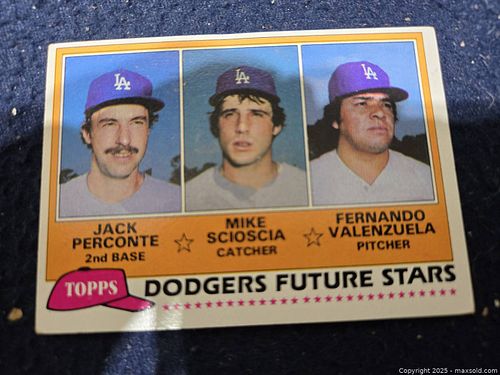 LA
LA
LA
JACK
PERCONTE
2nd BASE
MIKE
SCIOSCIA
CATCHER
FERNANDO
VALENZUELA
PITCHER
TOPPS
DODGERS FUTURE STARS
Copyright 2025 - maxsold.com